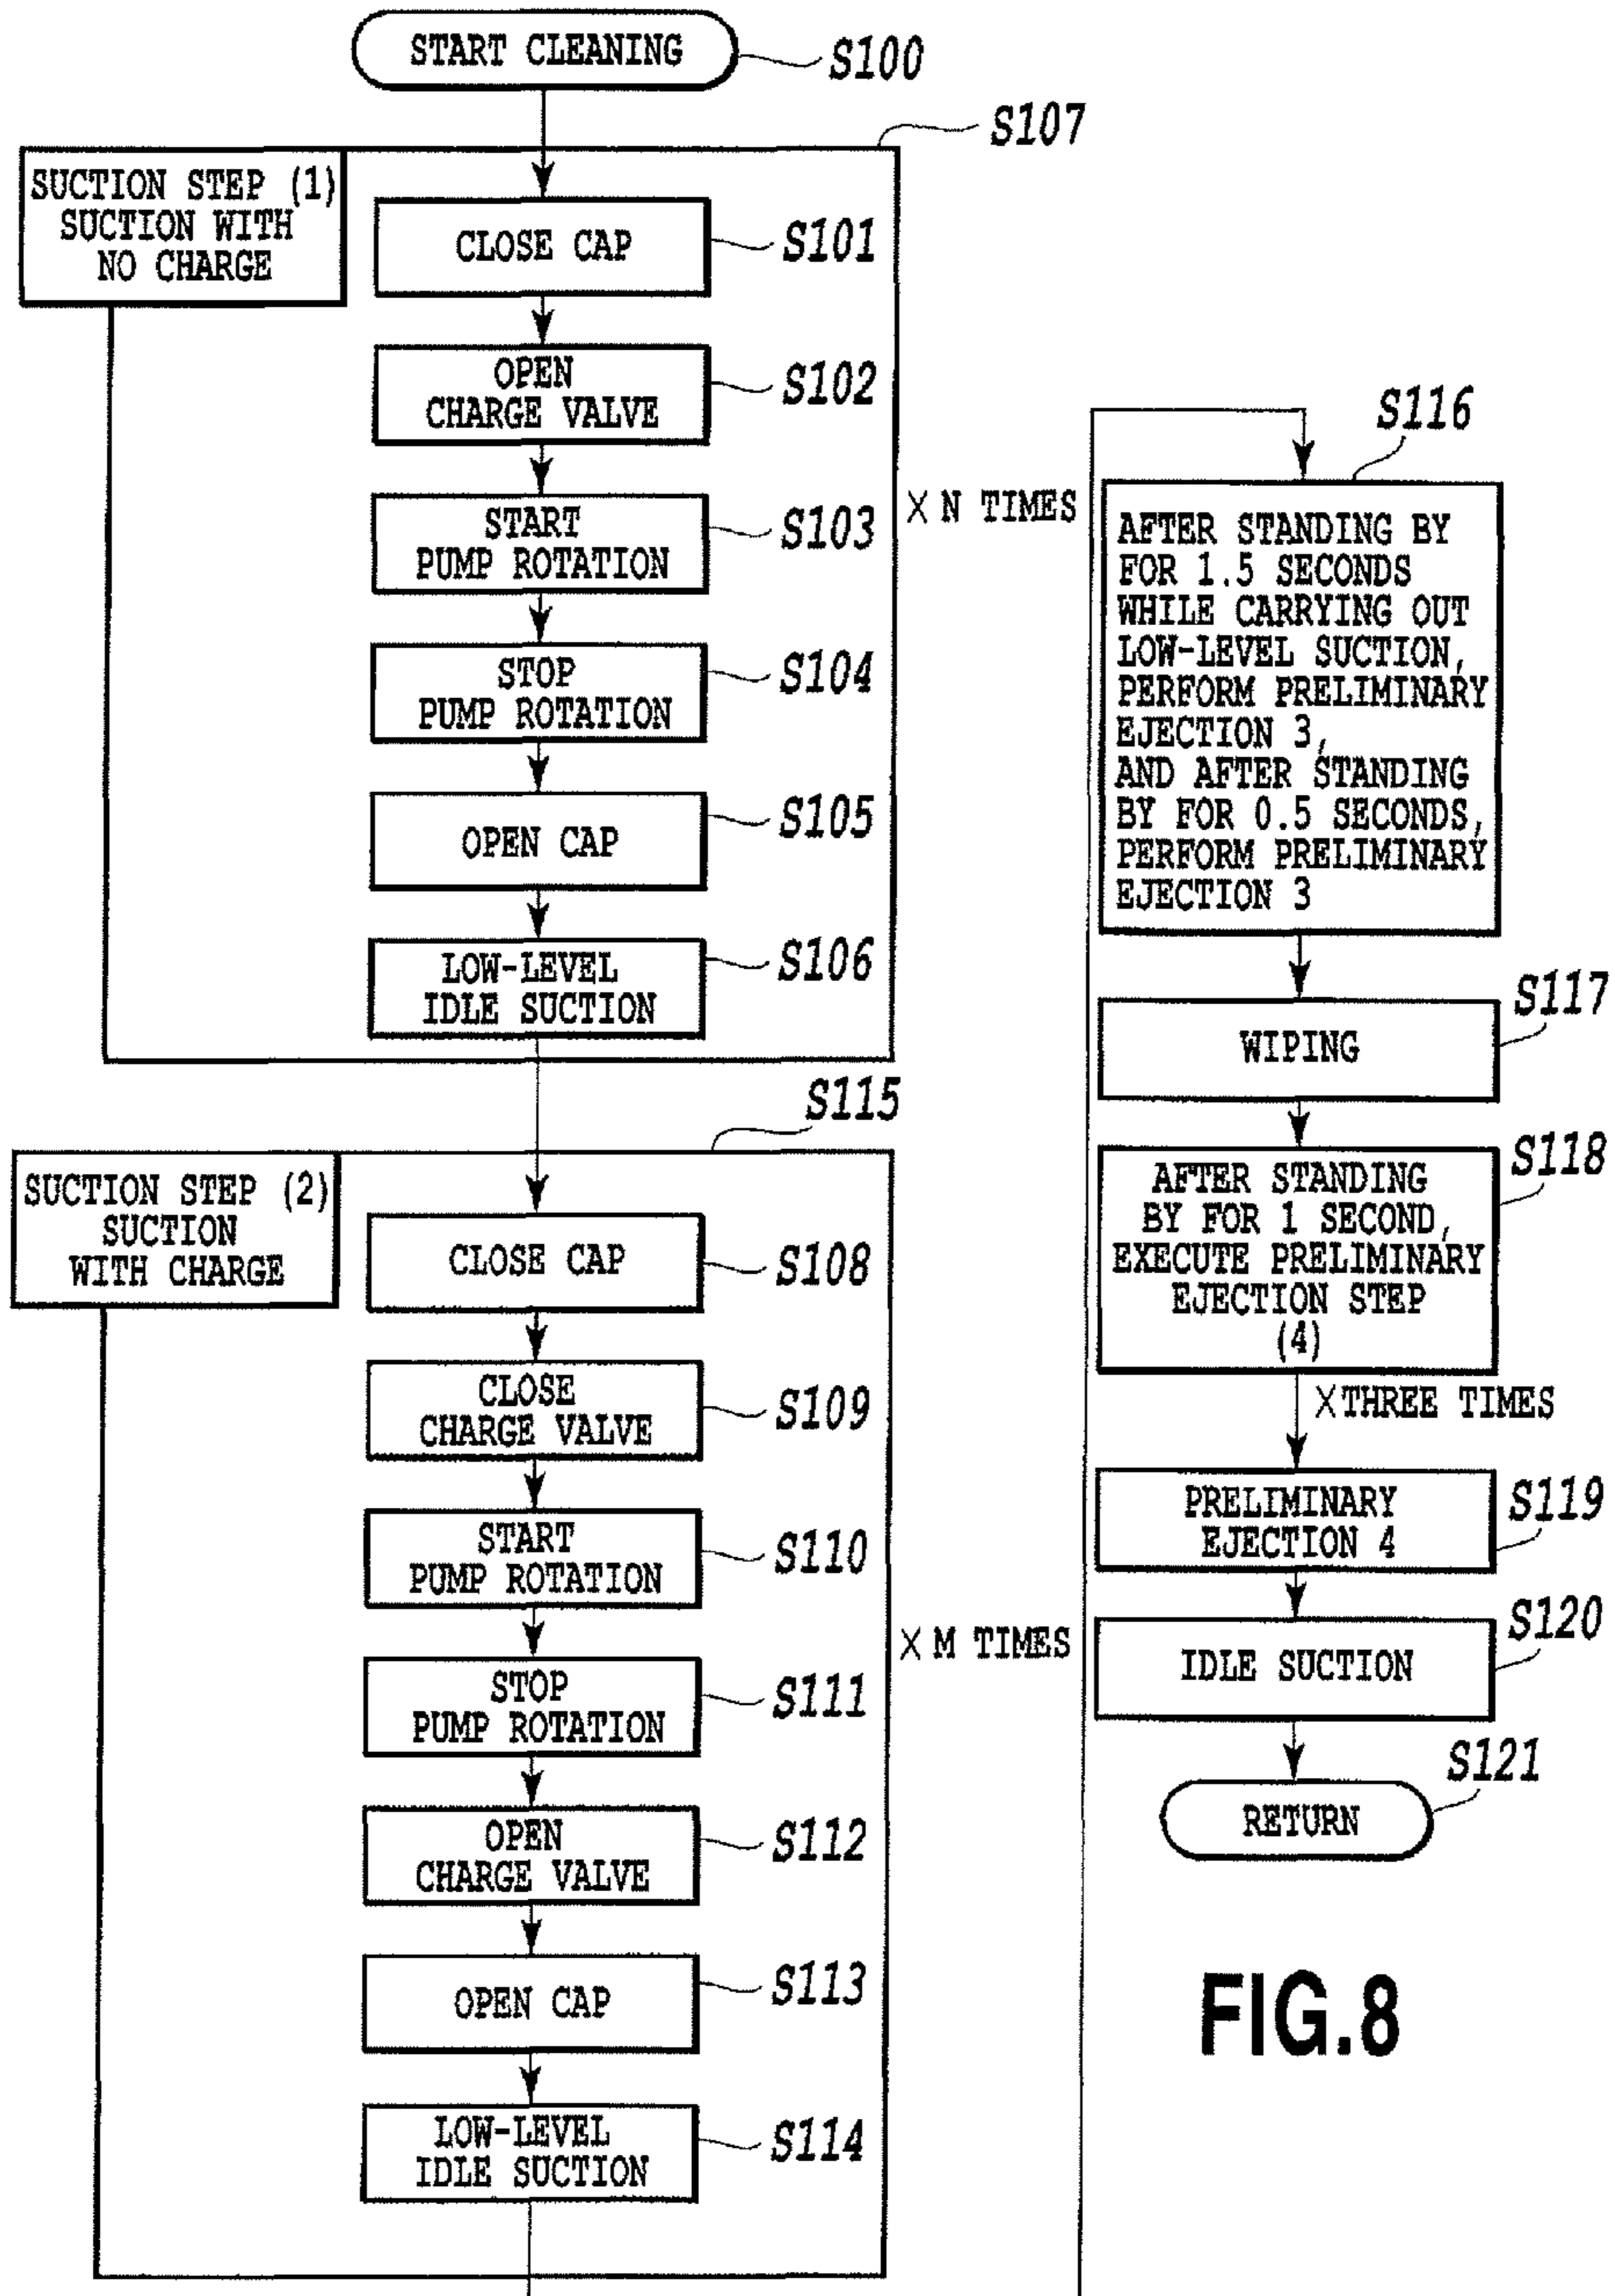 START CLEANING
S100
S107
SUCTION STEP (1)
SUCTION WITH
NO CHARGE
CLOSE CAP
S101
OPEN
CHARGE VALVE
S102
START
PUMP ROTATION
S103
STOP
PUMP ROTATION
S104
OPEN CAP
S105
LOW-LEVEL
IDLE SUCTION
S106
X N TIMES
S115
SUCTION STEP (2)
SUCTION
WITH CHARGE
CLOSE CAP
S108
CLOSE
CHARGE VALVE
S109
START
PUMP ROTATION
S110
STOP
PUMP ROTATION
S111
OPEN
CHARGE VALVE
S112
OPEN CAP
S113
LOW-LEVEL
IDLE SUCTION
S114
X M TIMES
S116
AFTER STANDING BY
FOR 1.5 SECONDS
WHILE CARRYING OUT
LOW-LEVEL SUCTION,
PERFORM PRELIMINARY
EJECTION 3,
AND AFTER STANDING
BY FOR 0.5 SECONDS,
PERFORM PRELIMINARY
EJECTION 3
S117
WIPING
S118
AFTER STANDING
BY FOR 1 SECOND,
EXECUTE PRELIMINARY
EJECTION STEP
(4)
X THREE TIMES
PRELIMINARY
EJECTION 4
S119
IDLE SUCTION
S120
RETURN
S121
FIG.8